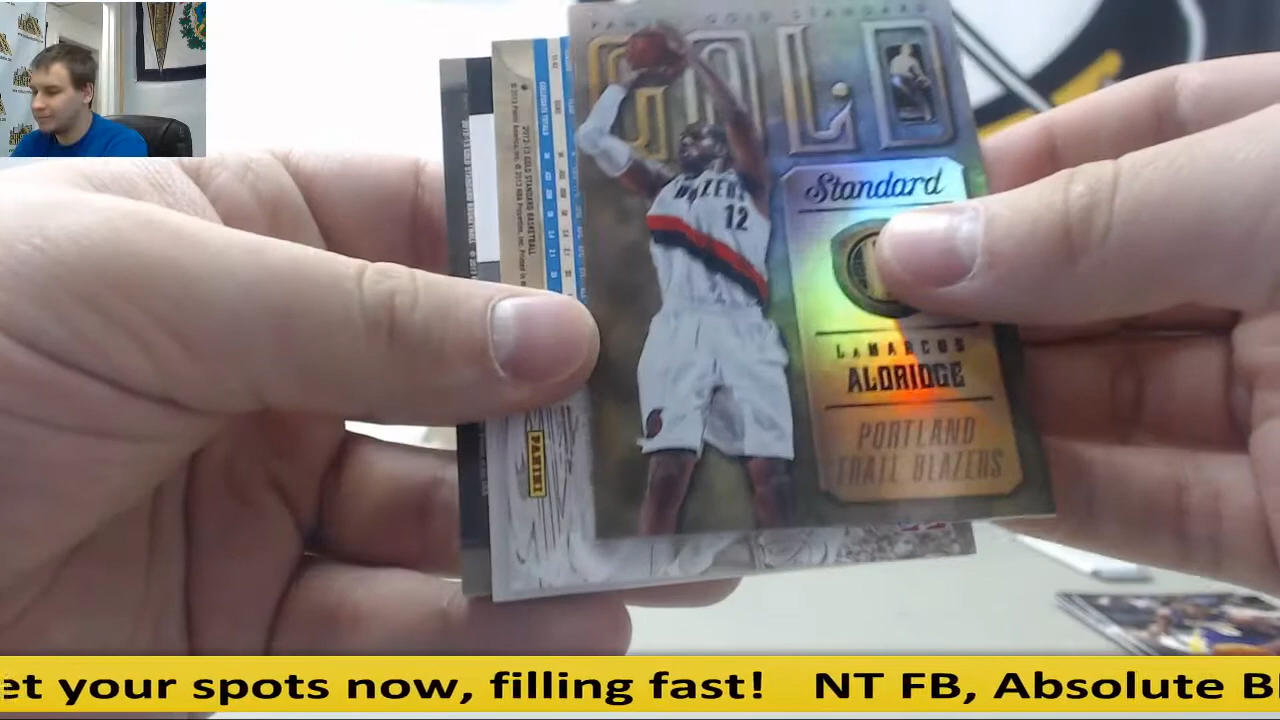 PANINI GOLD STANDARD
GOLD
Standard
BLAZERS
12
LAMARCUS
ALDRIDGE
PORTLAND
TRAIL BLAZERS
2012-13 GOLD STANDARD BASKETBALL
PANINI
et your spots now, filling fast! NT FB, Absolute B